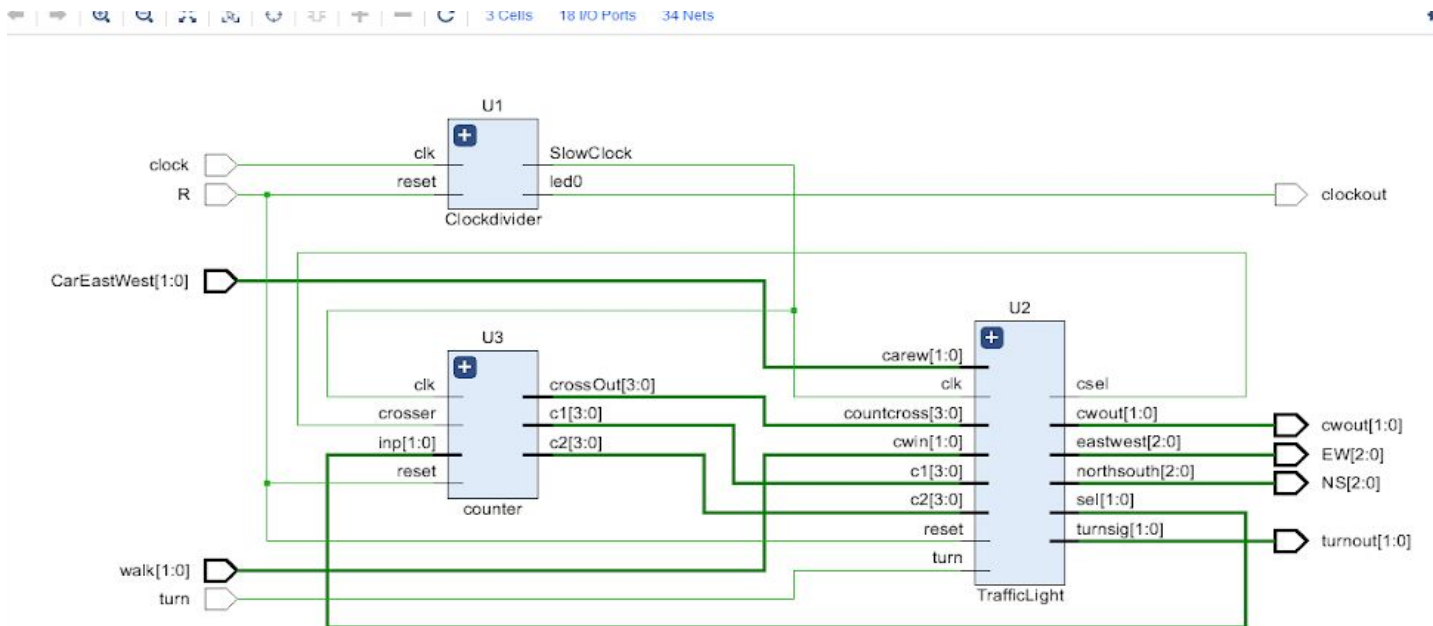 3 Cells 18 I/O Ports 34 Nets
U1
clk SlowClock
clock
reset led0
R clockout
Clockdivider
CarEastWest[1:0]
U2
U3
carew[1:0]
clk crossOut[3:0] clk csel
crosser c1[3:0] countcross[3:0] cwout[1:0] cwout[1:0]
inp[1:0] c2[3:0] cwin[1:0] eastwest[2:0] EW[2:0]
reset c1[3:0] northsouth[2:0] NS[2:0]
counter c2[3:0] sel[1:0]
reset turnsig[1:0] turnout[1:0]
walk[1:0] turn
turn TrafficLight